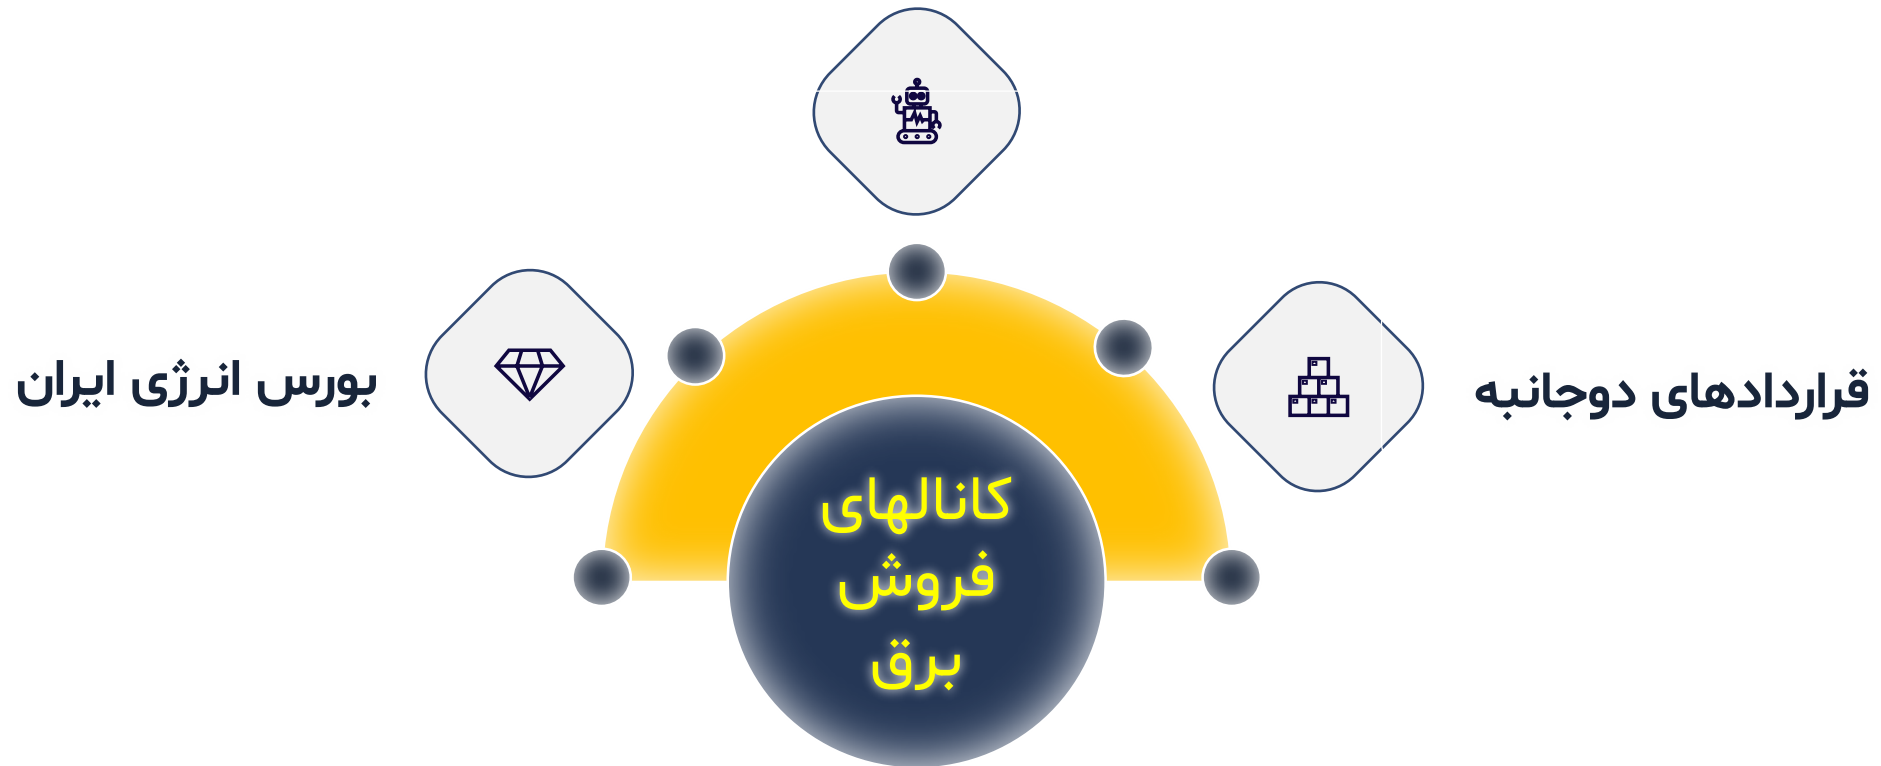 قراردادهای دوجانبه
بورس انرژی ایران
کانالهای
فروش
برق